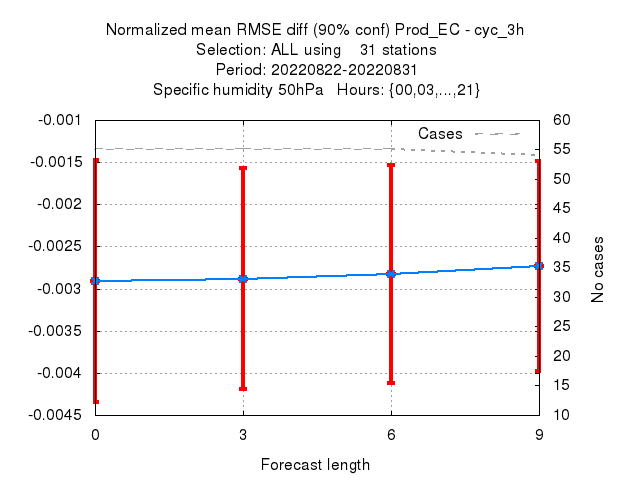 Normalized mean RMSE diff (90% conf) Prod_EC - cyc_3h
Selection: ALL using 31 stations
Period: 20220822-20220831
Specific humidity 50hPa Hours: {00,03,...,21}
-0.001
-0.0015
-0.002
-0.0025
-0.003
-0.0035
-0.004
-0.0045
Cases
60
55
50
45
40
35
30
25
20
15
10
No cases
0 3 6 9
Forecast length